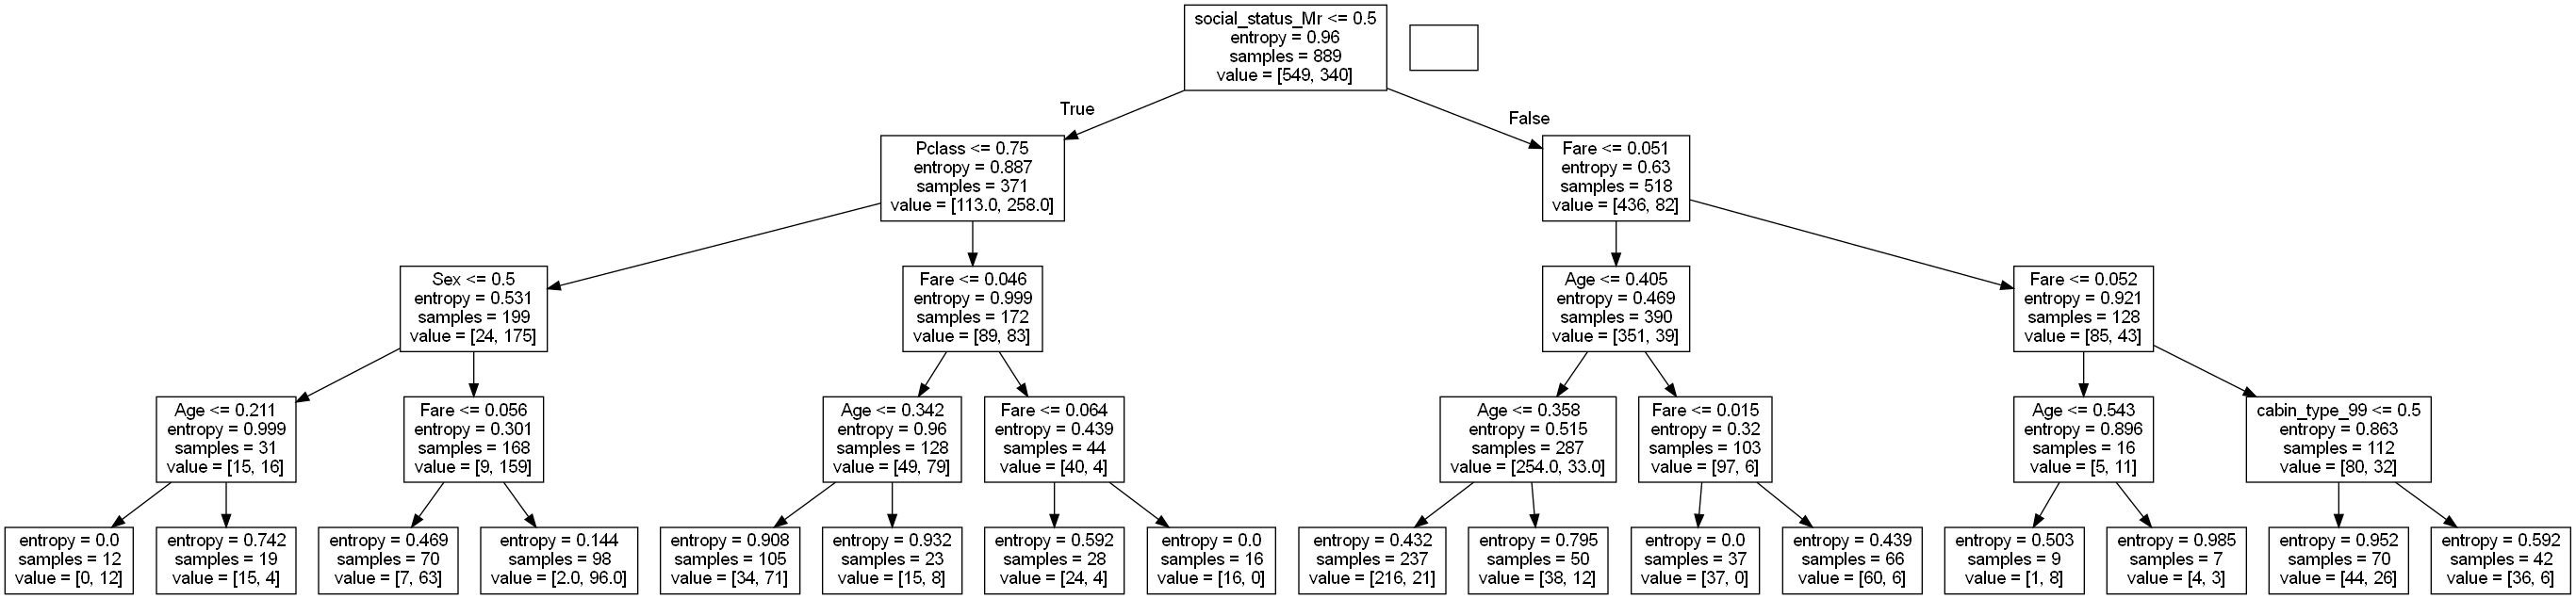 social_status_Mr <= 0.5
entropy = 0.96
samples = 889
value = [549, 340]
True
False
Pclass <= 0.75
entropy = 0.887
samples = 371
value = [113.0, 258.0]
Fare <= 0.051
entropy = 0.63
samples = 518
value = [436, 82]
Sex <= 0.5
entropy = 0.531
samples = 199
value = [24, 175]
Fare <= 0.046
entropy = 0.999
samples = 172
value = [89, 83]
Age <= 0.405
entropy = 0.469
samples = 390
value = [351, 39]
Fare <= 0.052
entropy = 0.921
samples = 128
value = [85, 43]
Age <= 0.211
entropy = 0.999
samples = 31
value = [15, 16]
Fare <= 0.056
entropy = 0.301
samples = 168
value = [9, 159]
Age <= 0.342
entropy = 0.96
samples = 128
value = [49, 79]
Fare <= 0.064
entropy = 0.439
samples = 44
value = [40, 4]
Age <= 0.358
entropy = 0.515
samples = 287
value = [254.0, 33.0]
Fare <= 0.015
entropy = 0.32
samples = 103
value = [97, 6]
Age <= 0.543
entropy = 0.896
samples = 16
value = [5, 11]
cabin_type_99 <= 0.5
entropy = 0.863
samples = 112
value = [80, 32]
entropy = 0.0
samples = 12
value = [0, 12]
entropy = 0.742
samples = 19
value = [15, 4]
entropy = 0.469
samples = 70
value = [7, 63]
entropy = 0.144
samples = 98
value = [2.0, 96.0]
entropy = 0.908
samples = 105
value = [34, 71]
entropy = 0.932
samples = 23
value = [15, 8]
entropy = 0.592
samples = 28
value = [24, 4]
entropy = 0.0
samples = 16
value = [16, 0]
entropy = 0.432
samples = 237
value = [216, 21]
entropy = 0.795
samples = 50
value = [38, 12]
entropy = 0.0
samples = 37
value = [37, 0]
entropy = 0.439
samples = 66
value = [60, 6]
entropy = 0.503
samples = 9
value = [1, 8]
entropy = 0.985
samples = 7
value = [4, 3]
entropy = 0.952
samples = 70
value = [44, 26]
entropy = 0.592
samples = 42
value = [36, 6]